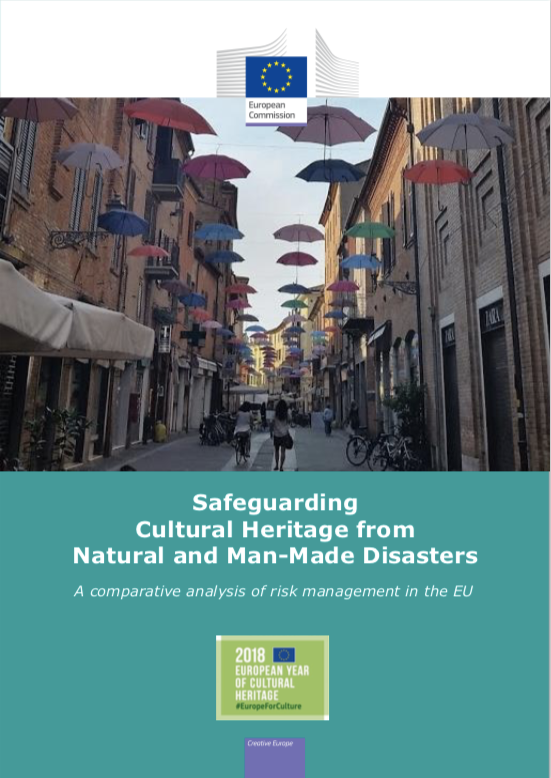 European
Commission
Safeguarding
Cultural Heritage from
Natural and Man-Made Disasters
A comparative analysis of risk management in the EU
2018
EUROPEAN YEAR
OF CULTURAL
HERITAGE
#EuropeForCulture
Creative Europe